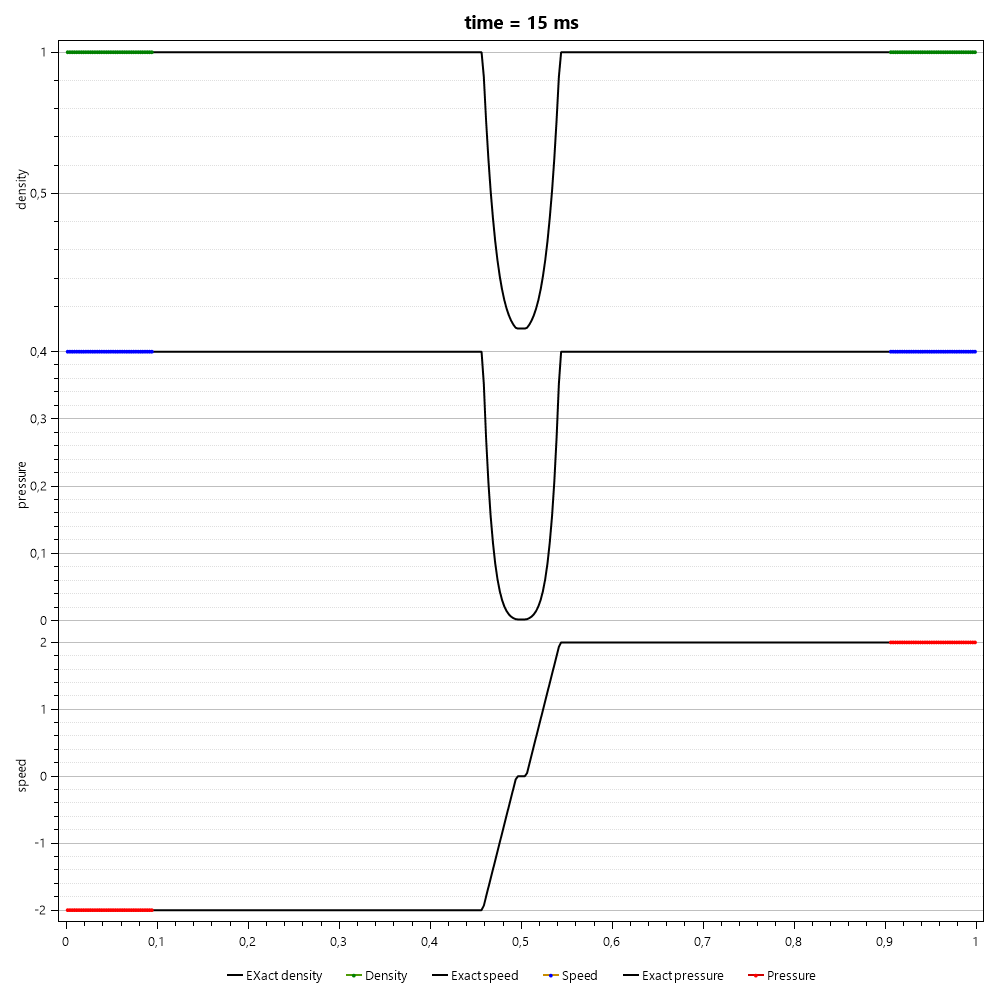 time = 15 ms
1
0,5
density
0,4
0,3
0,2
0,1
0
pressure
2
1
0
-1
-2
speed
0 0,1 0,2 0,3 0,4 0,5 0,6 0,7 0,8 0,9 1
EXact density Density Exact speed Speed Exact pressure Pressure